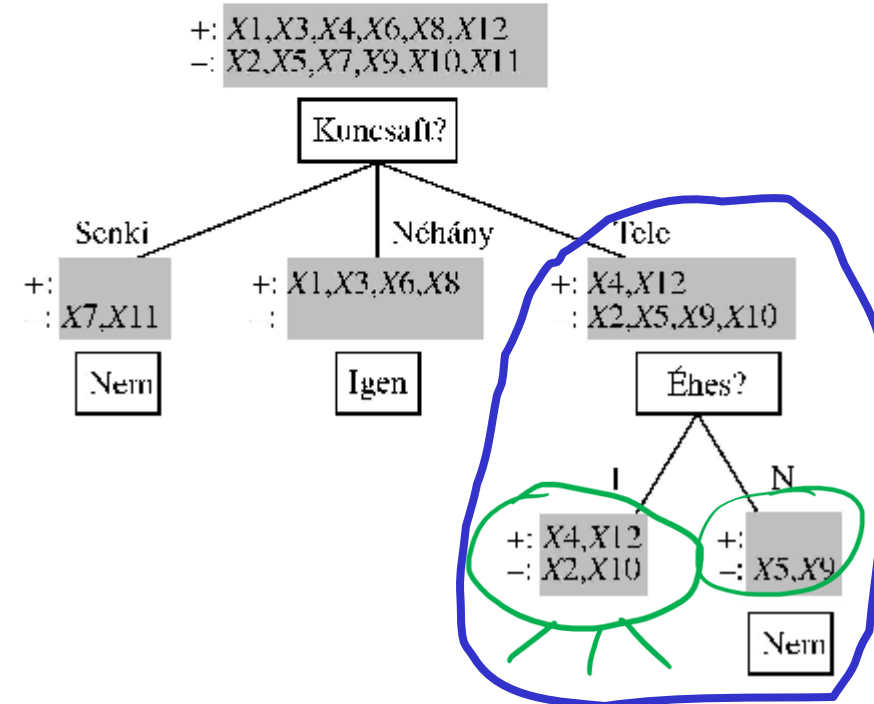 +: X1,X3,X4,X6,X8,X12
–: X2,X5,X7,X9,X10,X11
Kuncsaft?
Senki Néhány Tele
+: +: X1,X3,X6,X8 +: X4,X12
: X7,X11 : : X2,X5,X9,X10
Nem Igen Éhes?
I N
+: X4,X12 +:
–: X2,X10 –: X5,X9
Nem